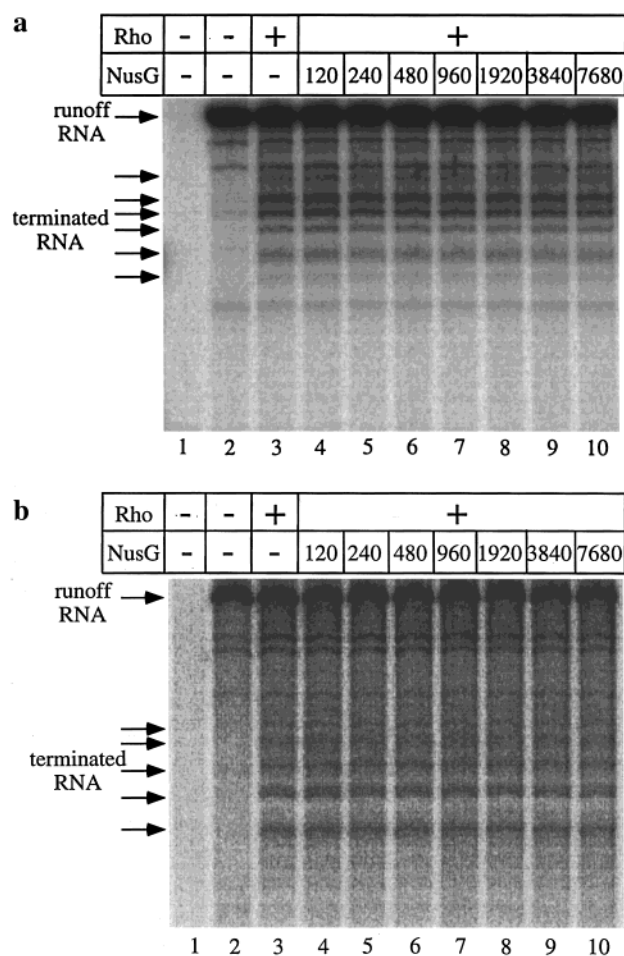 a
Rho - - + +
NusG - - - 120 240 480 960 1920 3840 7680
runoff
RNA
terminated
RNA
1 2 3 4 5 6 7 8 9 10
b
Rho - - + +
NusG - - - 120 240 480 960 1920 3840 7680
runoff
RNA
terminated
RNA
1 2 3 4 5 6 7 8 9 10